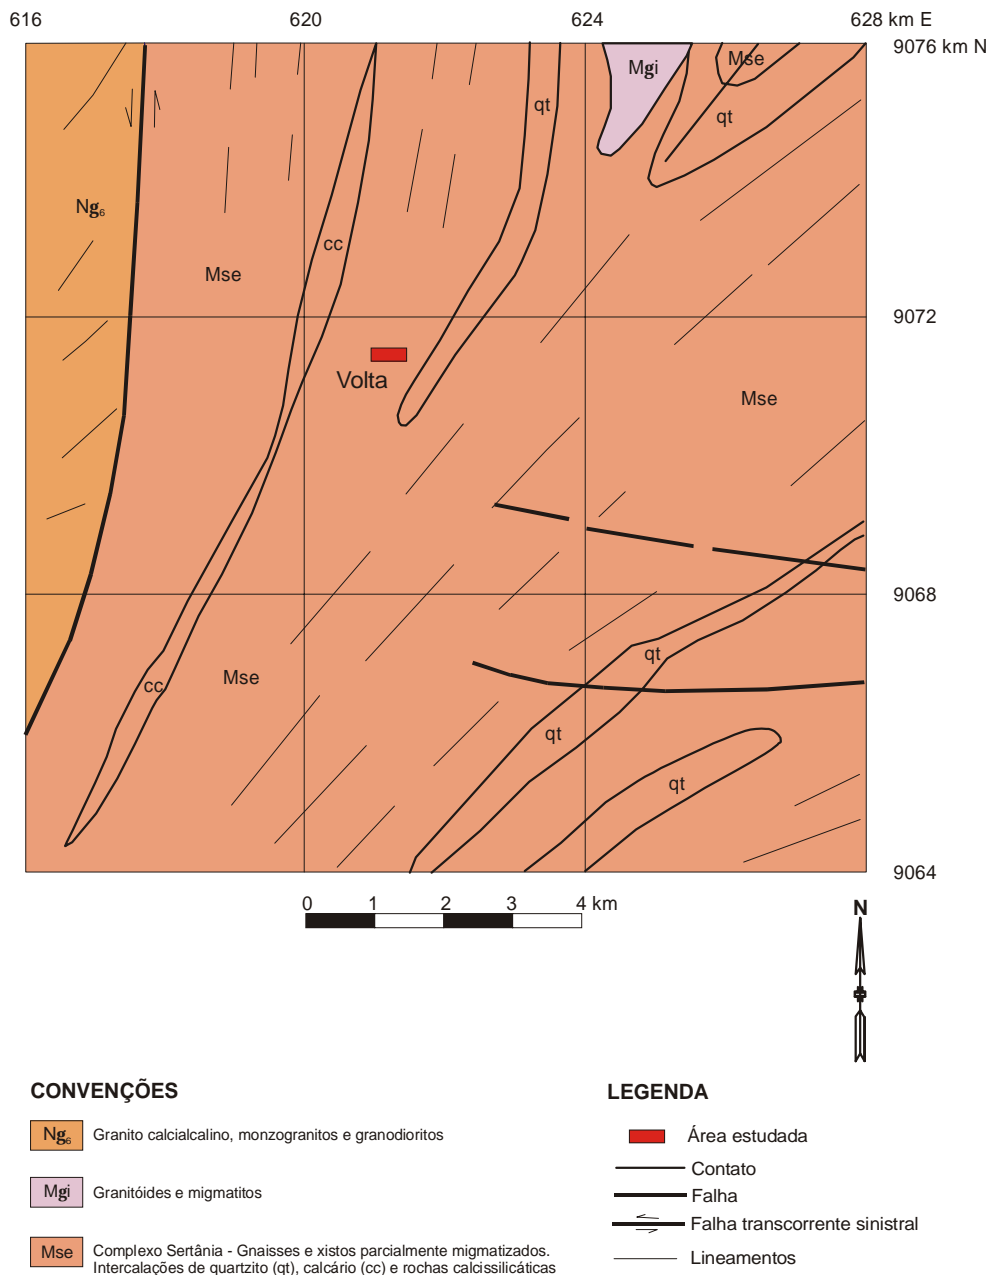 616 620 624 628 km E
9076 km N
Mgi Mse
qt qt
Ng6
cc
Mse
9072
Volta
Mse
9068
qt
cc Mse
qt
qt
9064
0 1 2 3 4 km
N
CONVENÇÕES
Ng6 Granito calcialcalino, monzogranitos e granodioritos
Mgi Granitóides e migmatitos
Mse Complexo Sertânia - Gnaisses e xistos parcialmente migmatizados.
Intercalações de quartzito (qt), calcário (cc) e rochas calcissilicáticas
LEGENDA
Área estudada
Contato
Falha
Falha transcorrente sinistral
Lineamentos